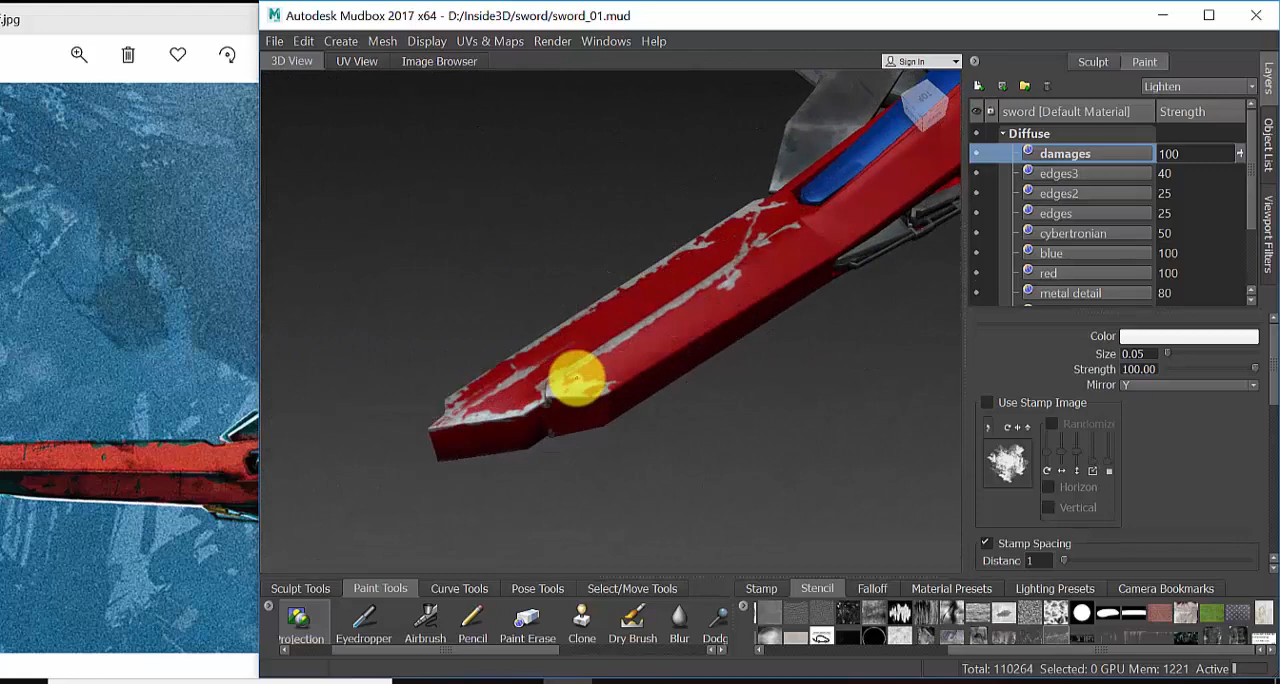 .jpg
Autodesk Mudbox 2017 x64 - D:/Inside3D/sword/sword_01.mud
File Edit Create Mesh Display UVs & Maps Render Windows Help
3D View UV View Image Browser
Sign In
Sculpt Paint
Lighten
sword [Default Material] Strength
Diffuse
damages 100
edges3 40
edges2 25
edges 25
cybertronian 50
blue 100
red 100
metal detail 80
Layers
Object List
Viewport Filters
TOP
Color
Size 0.05
Strength 100.00
Mirror Y
Use Stamp Image
Randomize
Horizon
Vertical
Stamp Spacing
Distanc 1
Sculpt Tools Paint Tools Curve Tools Pose Tools Select/Move Tools
Stamp Stencil Falloff Material Presets Lighting Presets Camera Bookmarks
Projection Eyedropper Airbrush Pencil Paint Erase Clone Dry Brush Blur Dodg
Total: 110264 Selected: 0 GPU Mem: 1221 Active